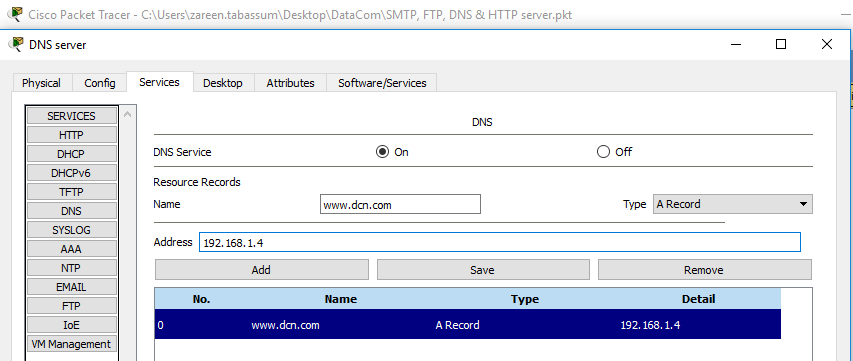 Cisco Packet Tracer - C:\Users\zareen.tabassum\Desktop\DataCom\SMTP, FTP, DNS & HTTP server.pkt
DNS server
Physical Config Services Desktop Attributes Software/Services
SERVICES
HTTP
DHCP
DHCPv6
TFTP
DNS
SYSLOG
AAA
NTP
EMAIL
FTP
IoE
VM Management
DNS
DNS Service On Off
Resource Records
Name www.dcn.com Type A Record
Address 192.168.1.4
Add Save Remove
No. Name Type Detail
0 www.dcn.com A Record 192.168.1.4